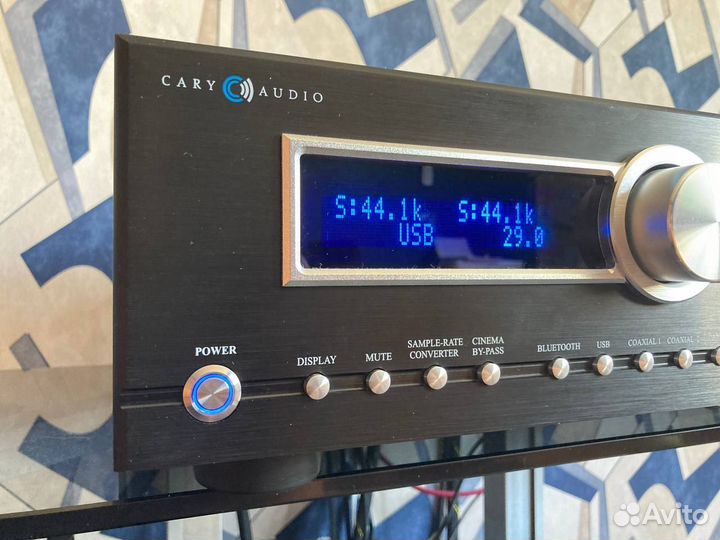 CARY AUDIO
S:44.1k S:44.1k
USB 29.0
POWER
DISPLAY
MUTE
SAMPLE-RATE
CONVERTER
CINEMA
BY-PASS
BLUETOOTH
USB
COAXIAL 1
COAXIAL 2
Avito